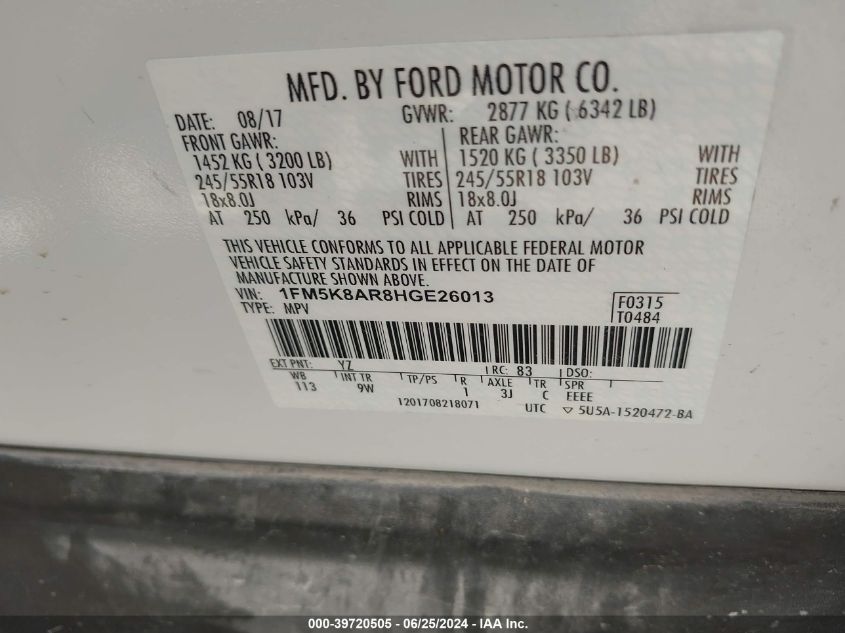 MFD. BY FORD MOTOR CO.
DATE: 08/17 GVWR: 2877 KG ( 6342 LB)
FRONT GAWR: REAR GAWR:
1452 KG ( 3200 LB) WITH 1520 KG ( 3350 LB) WITH
245/55R18 103V TIRES 245/55R18 103V TIRES
18x8.0J RIMS 18x8.0J RIMS
AT 250 kPa/ 36 PSI COLD AT 250 kPa/ 36 PSI COLD
THIS VEHICLE CONFORMS TO ALL APPLICABLE FEDERAL MOTOR
VEHICLE SAFETY STANDARDS IN EFFECT ON THE DATE OF
MANUFACTURE SHOWN ABOVE.
VIN: 1FM5K8AR8HGE26013 F0315
TYPE: MPV T0484
EXT PNT: YZ RC: 83 DSO:
WB INT TR TP/PS R AXLE TR SPR
113 9W 1 3J C EEEE
1201708218071 UTC ▽ 5U5A-1520472-BA
000-39720505 - 06/25/2024 - IAA Inc.